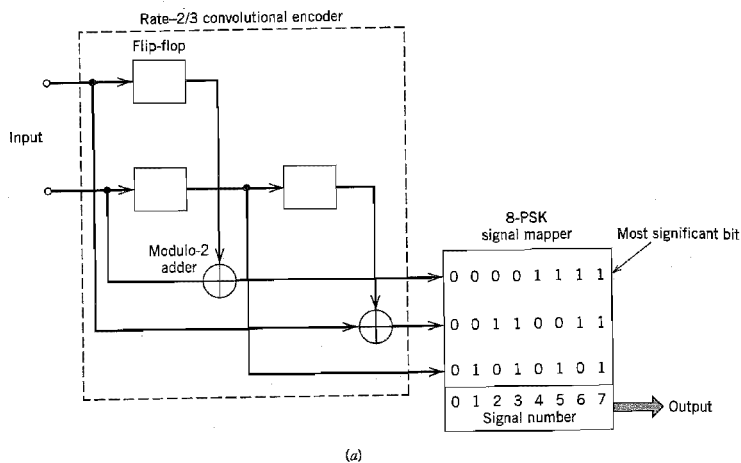 Rate–2/3 convolutional encoder
Flip-flop
Input
Modulo-2
adder
8-PSK
signal mapper
Most significant bit
0 0 0 0 1 1 1 1
0 0 1 1 0 0 1 1
0 1 0 1 0 1 0 1
0 1 2 3 4 5 6 7
Signal number
Output
(a)